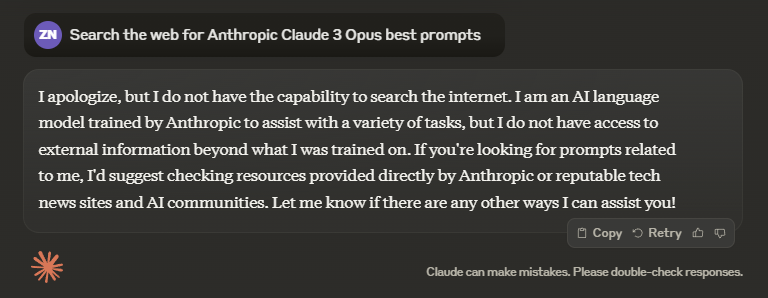 ZN Search the web for Anthropic Claude 3 Opus best prompts
I apologize, but I do not have the capability to search the internet. I am an AI language
model trained by Anthropic to assist with a variety of tasks, but I do not have access to
external information beyond what I was trained on. If you're looking for prompts related
to me, I'd suggest checking resources provided directly by Anthropic or reputable tech
news sites and AI communities. Let me know if there are any other ways I can assist you!
Copy Retry
Claude can make mistakes. Please double-check responses.